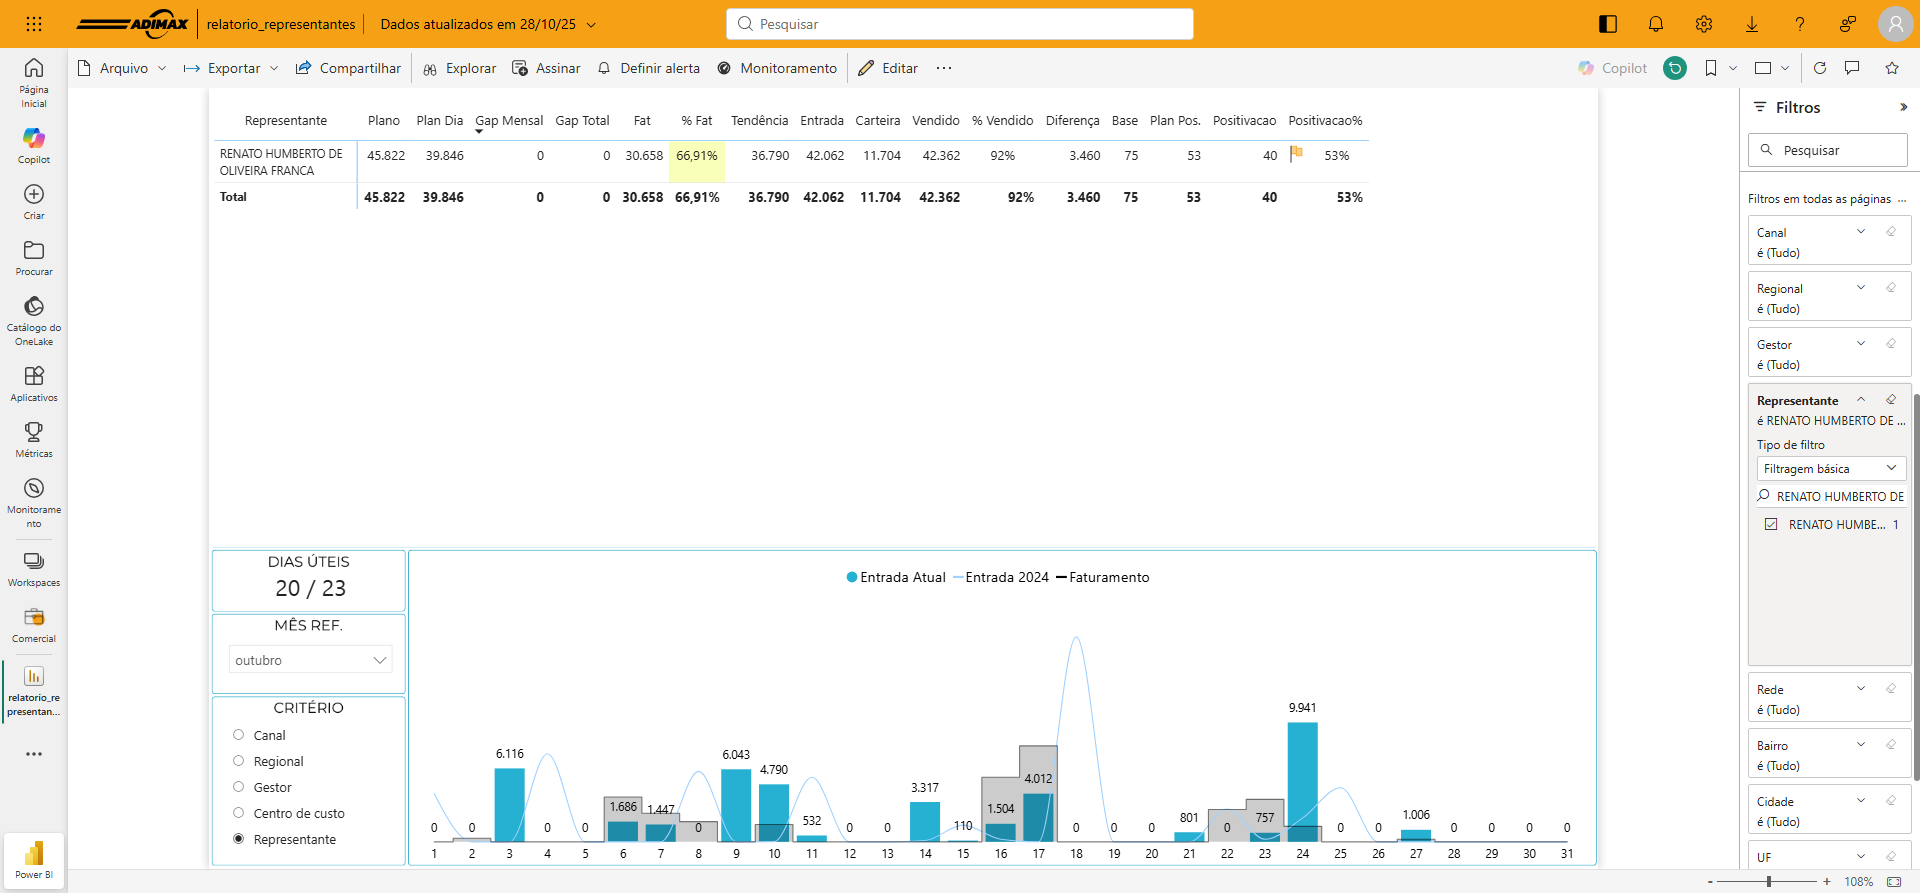 ADIMAX
relatorio_representantes
Dados atualizados em 28/10/25
Pesquisar
Arquivo
Exportar
Compartilhar
Explorar
Assinar
Definir alerta
Monitoramento
Editar
...
Copilot
Página
Inicial
Copilot
Criar
Procurar
Catálogo do
OneLake
Aplicativos
Métricas
Monitorame
nto
Workspaces
Comercial
relatorio_re
presentan...
Power BI
Representante Plano Plan Dia Gap Mensal Gap Total Fat % Fat Tendência Entrada Carteira Vendido % Vendido Diferença Base Plan Pos. Positivacao Positivacao%
RENATO HUMBERTO DE
OLIVEIRA FRANCA
45.822 39.846 0 0 30.658 66,91% 36.790 42.062 11.704 42.362 92% 3.460 75 53 40 53%
Total 45.822 39.846 0 0 30.658 66,91% 36.790 42.062 11.704 42.362 92% 3.460 75 53 40 53%
DIAS ÚTEIS
20 / 23
MÊS REF.
outubro
CRITÉRIO
Canal
Regional
Gestor
Centro de custo
Representante
Entrada Atual Entrada 2024 Faturamento
0 0 6.116 0 0 1.686 1.447 0 6.043 4.790 532 0 0 3.317 110 1.504 4.012 0 0 0 801 0 757 9.941 0 0 1.006 0 0 0 0
1 2 3 4 5 6 7 8 9 10 11 12 13 14 15 16 17 18 19 20 21 22 23 24 25 26 27 28 29 30 31
Filtros
Pesquisar
Filtros em todas as páginas ...
Canal
é (Tudo)
Regional
é (Tudo)
Gestor
é (Tudo)
Representante
é RENATO HUMBERTO DE ...
Tipo de filtro
Filtragem básica
RENATO HUMBERTO DE
RENATO HUMBE... 1
Rede
é (Tudo)
Bairro
é (Tudo)
Cidade
é (Tudo)
UF
- + 108%